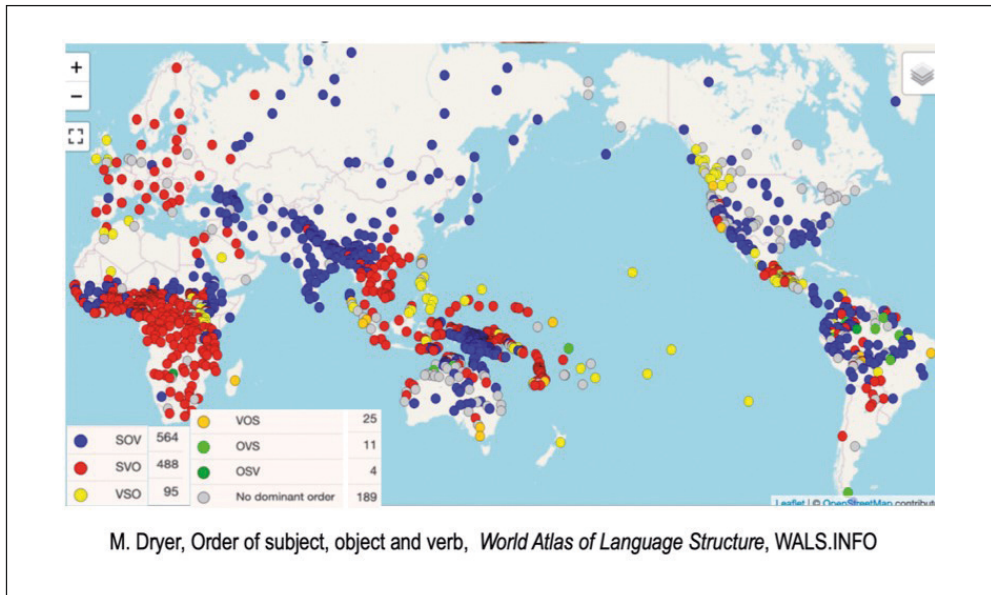 +
−
SOV 564
SVO 488
VSO 95
VOS 25
OVS 11
OSV 4
No dominant order 189
Leaflet | © OpenStreetMap contribut
M. Dryer, Order of subject, object and verb, World Atlas of Language Structure, WALS.INFO